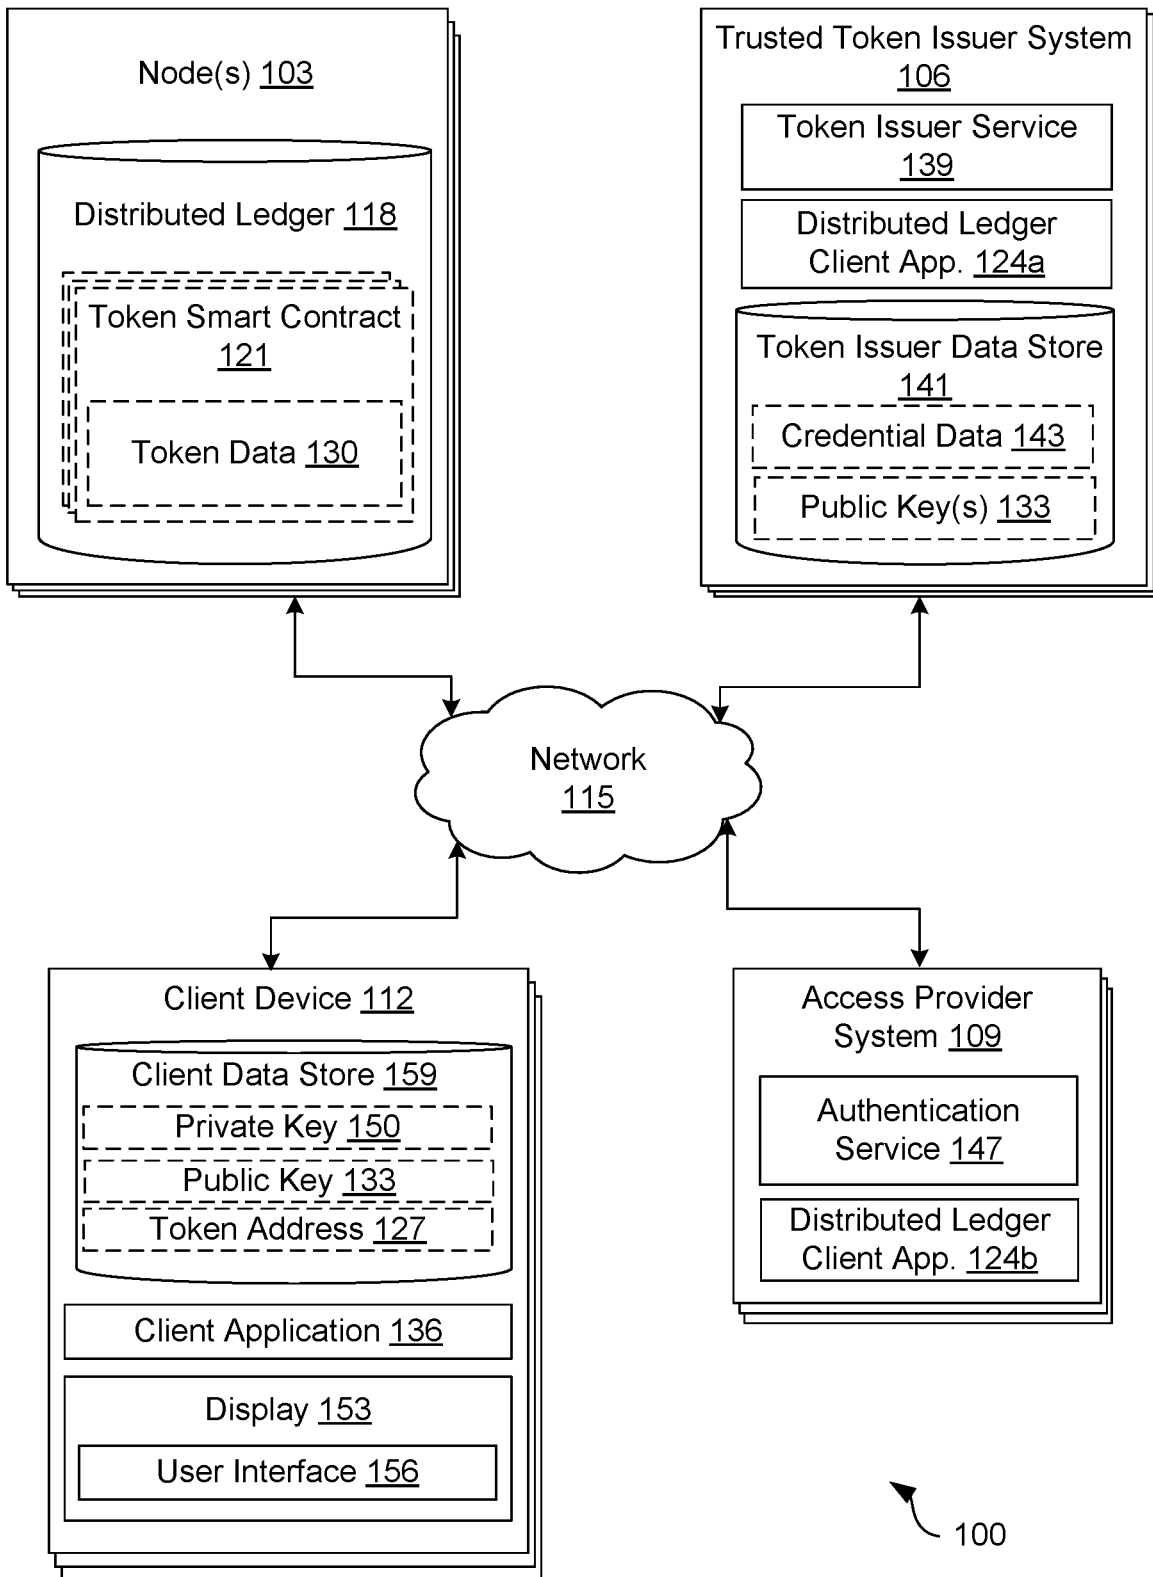 Node(s) 103
Distributed Ledger 118
Token Smart Contract
121
Token Data 130
Trusted Token Issuer System
106
Token Issuer Service
139
Distributed Ledger
Client App. 124a
Token Issuer Data Store
141
Credential Data 143
Public Key(s) 133
Network
115
Client Device 112
Client Data Store 159
Private Key 150
Public Key 133
Token Address 127
Client Application 136
Display 153
User Interface 156
Access Provider
System 109
Authentication
Service 147
Distributed Ledger
Client App. 124b
100